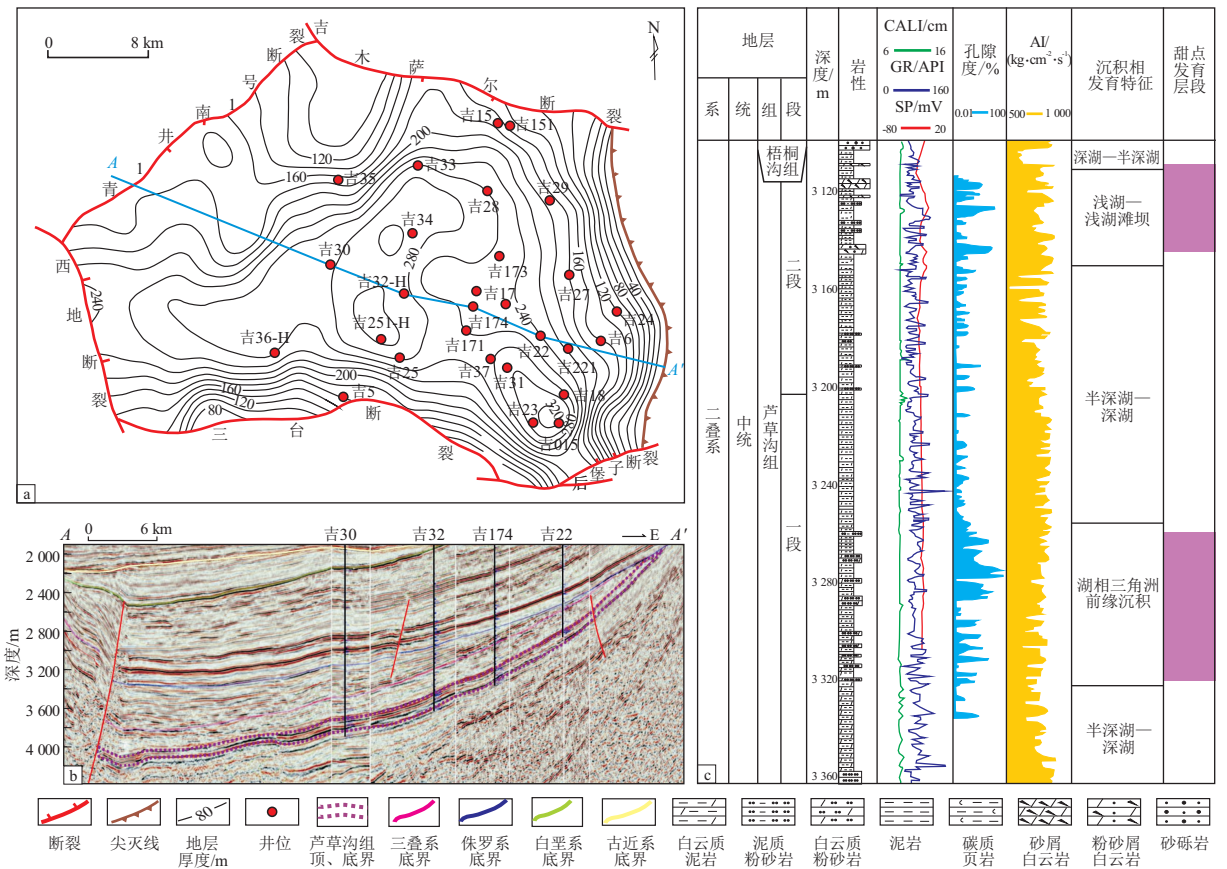 0 8 km
N
西地断裂
青1井南1号断裂
吉木萨尔断裂
三台断裂
后堡子断裂
A
A′
吉15
吉151
吉33
吉35
吉28
吉29
吉34
吉30
吉173
吉32-H
吉17
吉27
吉174
吉24
吉251-H
吉6
吉36-H
吉171
吉22
吉25
吉37
吉221
吉31
吉5
吉18
吉23
吉015
120
160
200
280
240
160
120
80
40
240
200
160
120
80
320
a
A 0 6 km 吉30 吉32 吉174 吉22 E A′
深度/m
2 000
2 400
2 800
3 200
3 600
4 000
b
地层
系
统
组
段
深度/m
岩性
CALI/cm
6 16
GR/API
0 160
SP/mV
-80 20
孔隙度/%
0.01 100
AI/(kg·cm⁻²·s⁻¹)
500 1 000
沉积相
发育特征
甜点
发育
层段
二叠系
中统
梧桐
沟组
芦草沟组
二段
一段
3 120
3 160
3 200
3 240
3 280
3 320
3 360
深湖—半深湖
浅湖—
浅湖滩坝
半深湖—
深湖
湖相三角洲
前缘沉积
半深湖—
深湖
c
80
断裂
尖灭线
地层
厚度/m
井位
芦草沟组
顶、底界
三叠系
底界
侏罗系
底界
白垩系
底界
古近系
底界
白云质
泥岩
泥质
粉砂岩
白云质
粉砂岩
泥岩
碳质
页岩
砂屑
白云岩
粉砂屑
白云岩
砂砾岩